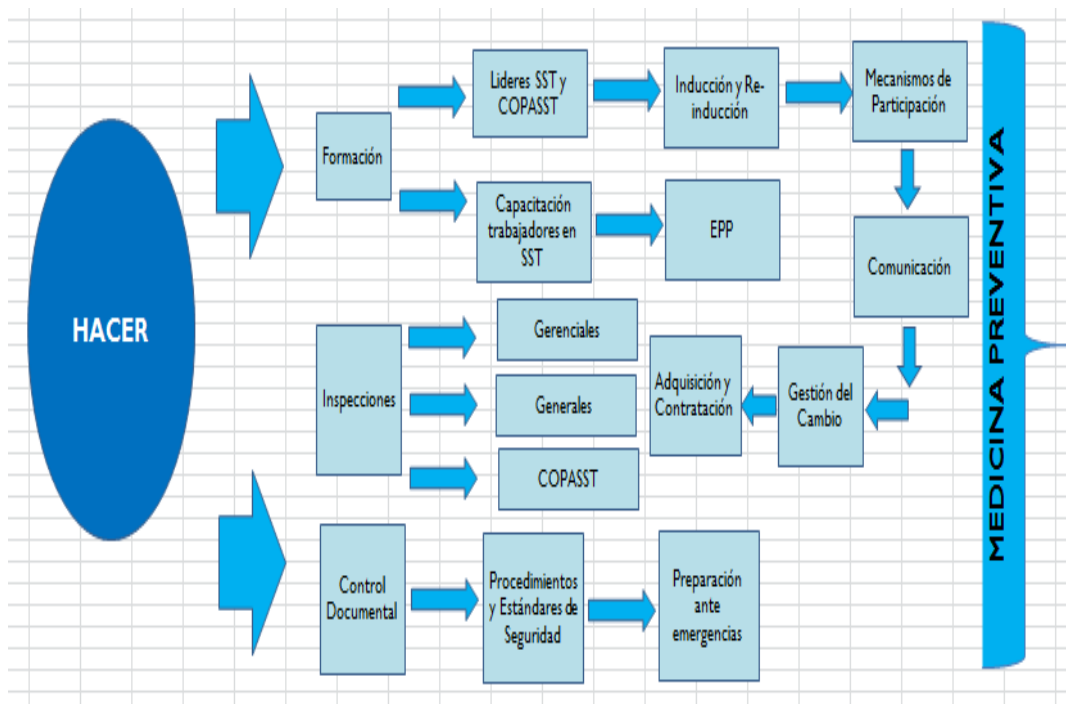 HACER
Formación
Lideres SST y
COPASST
Inducción y Re-
inducción
Mecanismos de
Participación
Capacitación
trabajadores en
SST
EPP
Comunicación
Inspecciones
Gerenciales
Generales
COPASST
Adquisición y
Contratación
Gestión del
Cambio
Control
Documental
Procedimientos
y Estándares de
Seguridad
Preparación
ante
emergencias
MEDICINA PREVENTIVA